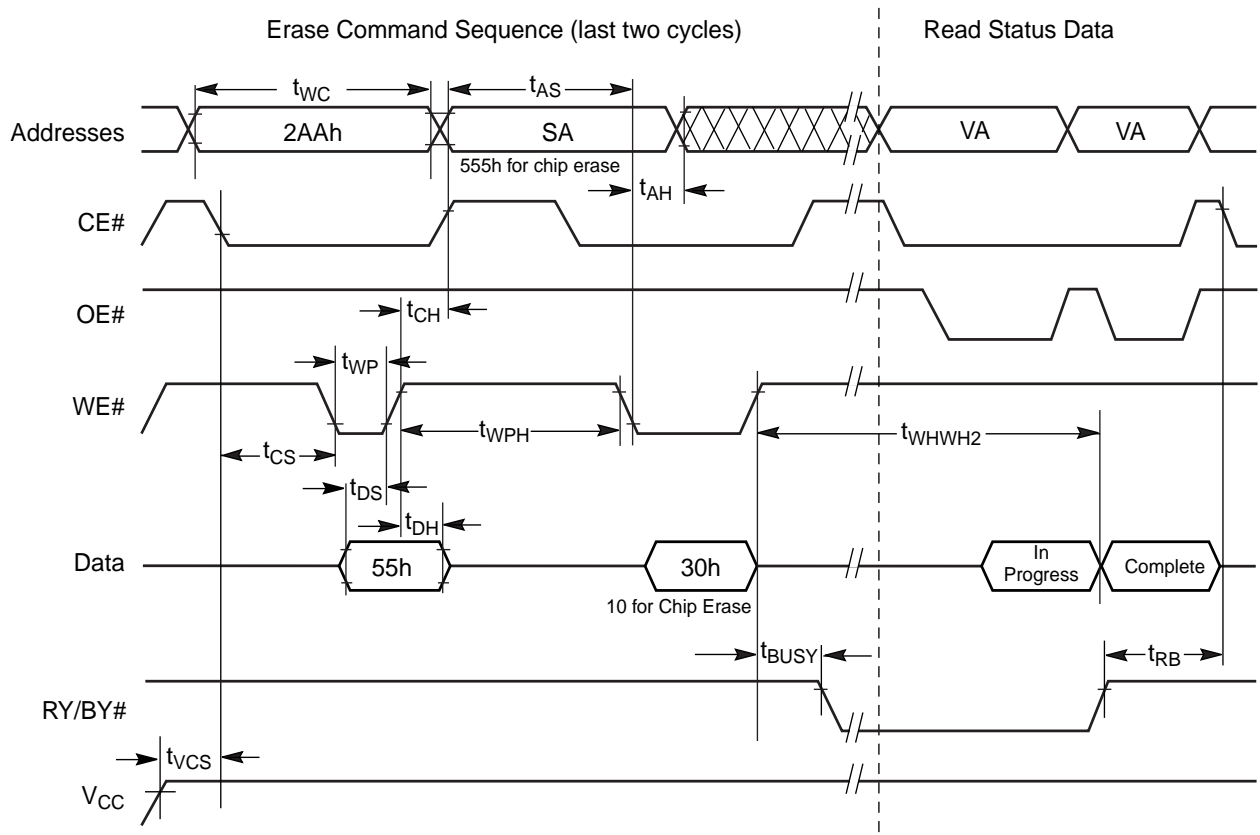 Erase Command Sequence (last two cycles)
Read Status Data
tWC
tAS
Addresses
2AAh
SA
VA
VA
555h for chip erase
tAH
CE#
OE#
tCH
tWP
WE#
tWPH
tWHWH2
tCS
tDS
tDH
Data
55h
30h
In
Progress
Complete
10 for Chip Erase
tBUSY
tRB
RY/BY#
tVCS
VCC